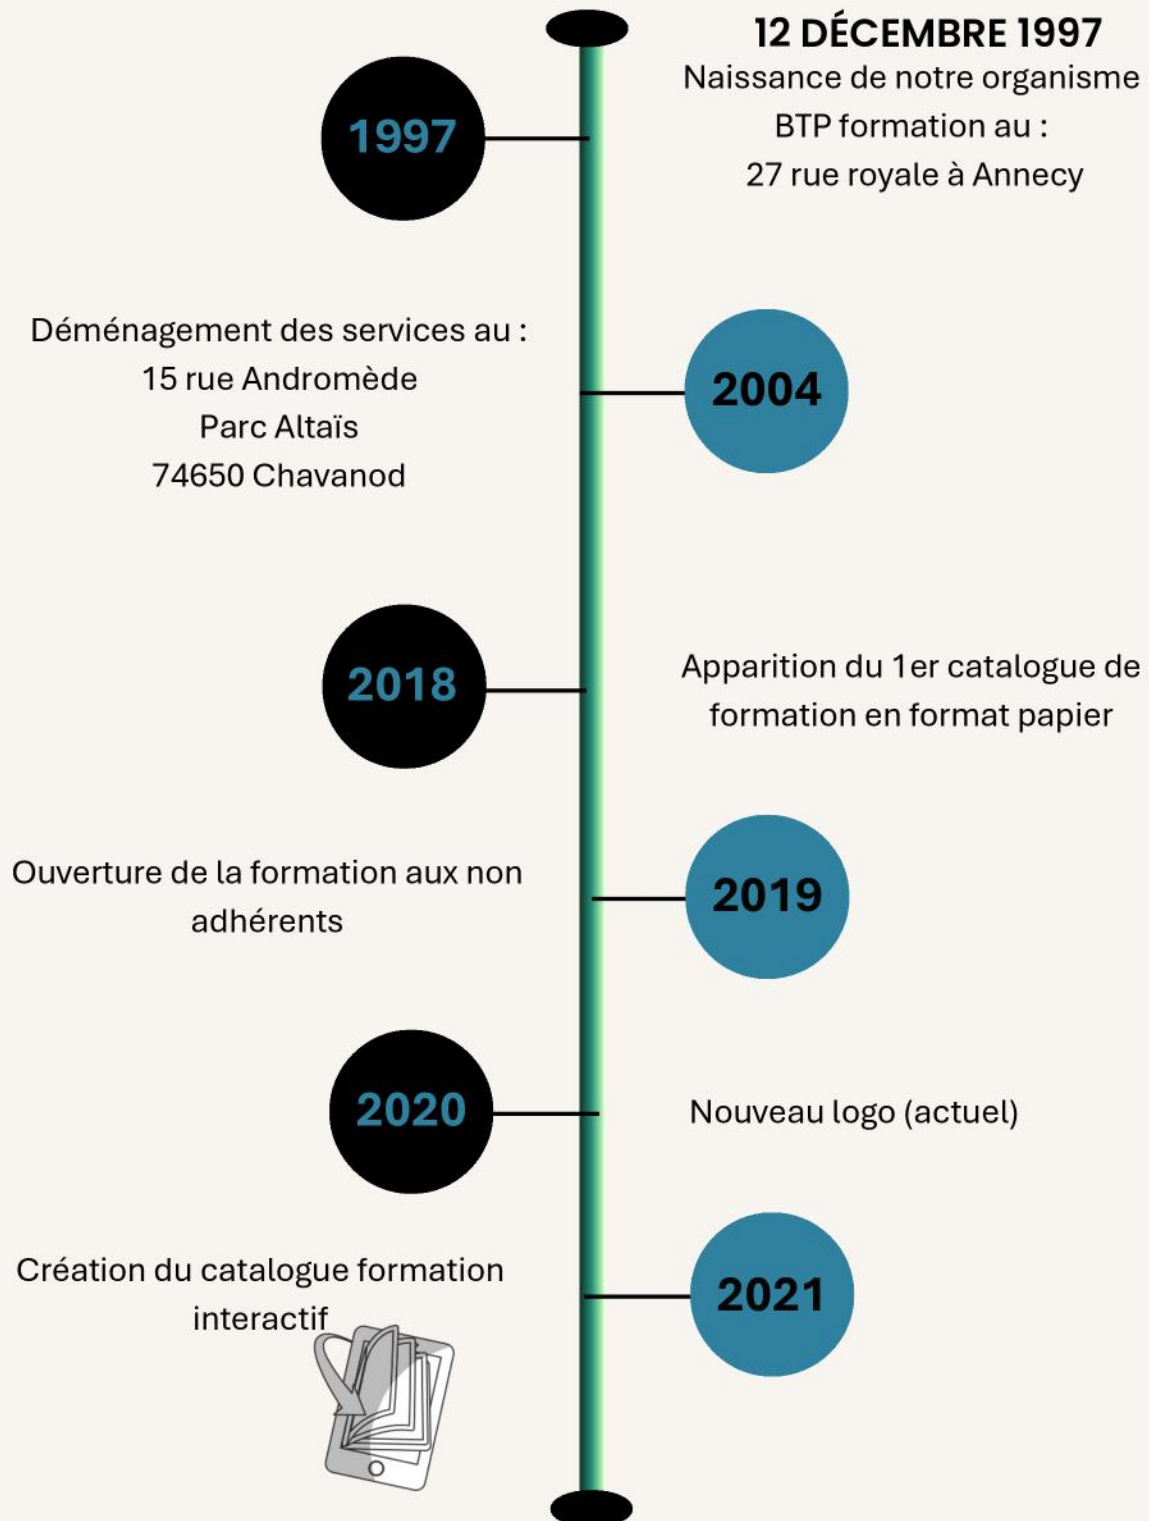 12 DÉCEMBRE 1997
Naissance de notre organisme
BTP formation au :
27 rue royale à Annecy
1997
Déménagement des services au :
15 rue Andromède
Parc Altaïs
74650 Chavanod
2004
2018
Apparition du 1er catalogue de
formation en format papier
Ouverture de la formation aux non
adhérents
2019
2020
Nouveau logo (actuel)
Création du catalogue formation
interactif
2021